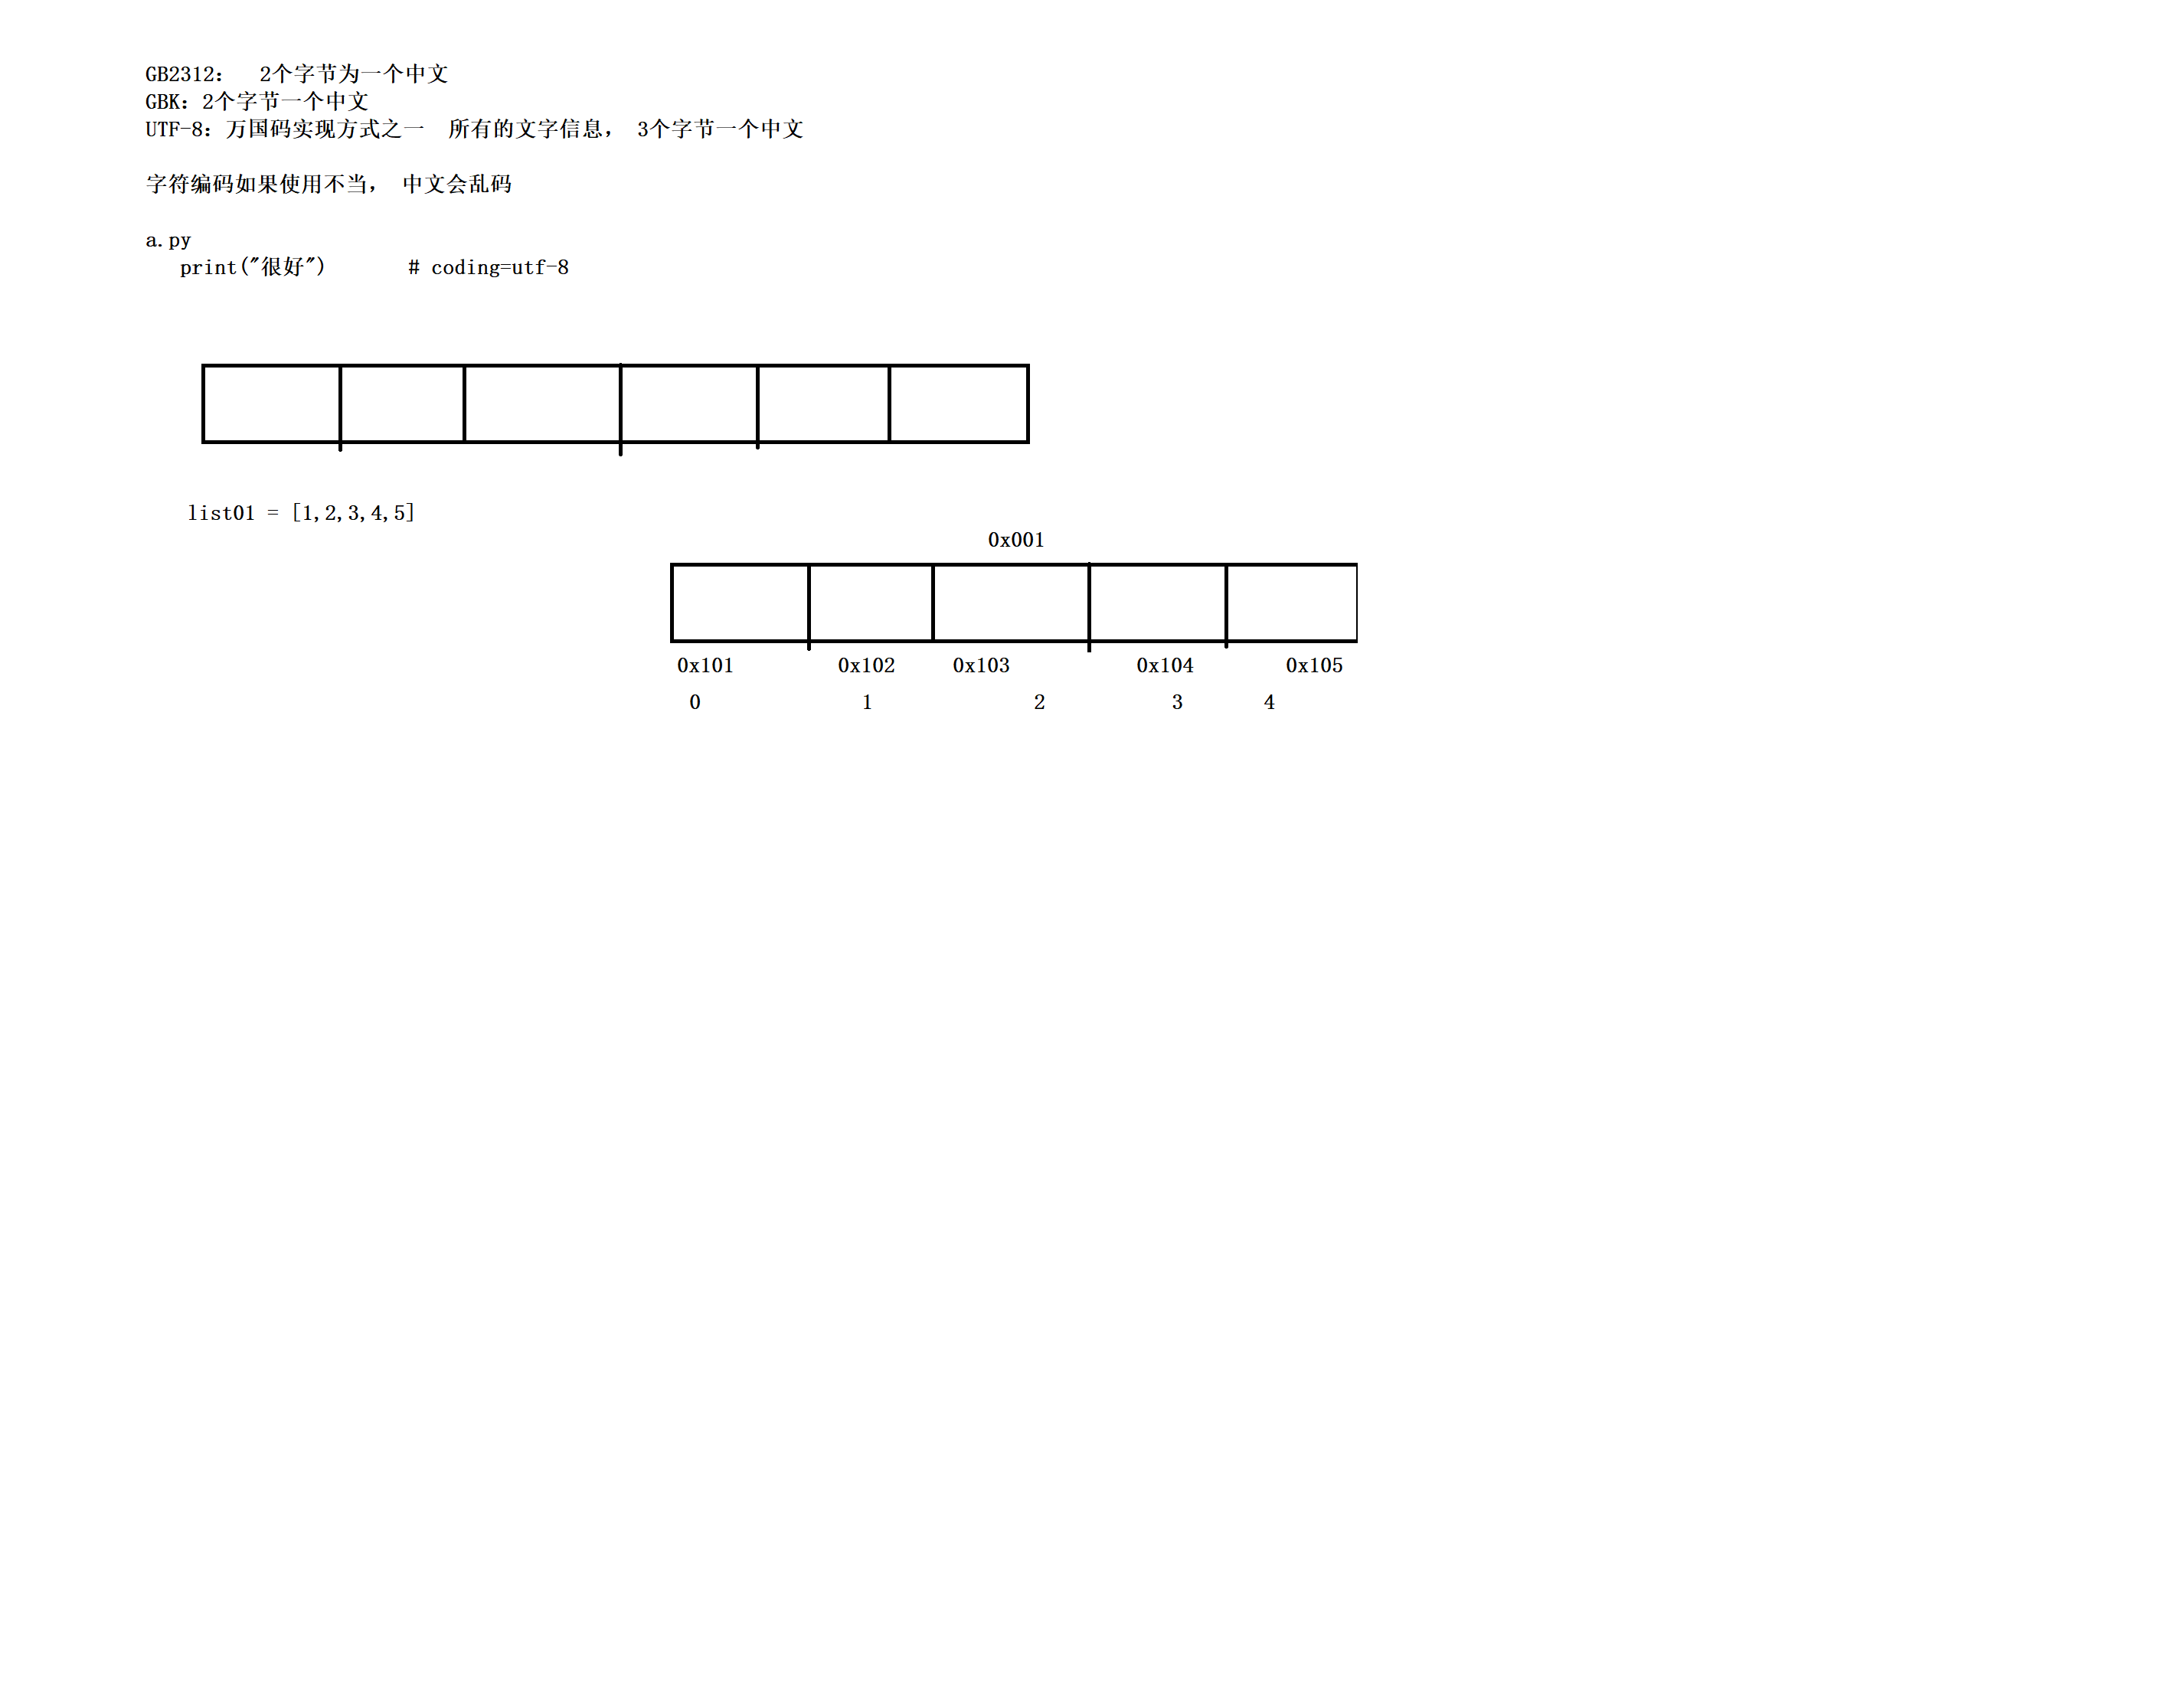 GB2312：  2个字节为一个中文
GBK：2个字节一个中文
UTF-8：万国码实现方式之一  所有的文字信息， 3个字节一个中文
字符编码如果使用不当， 中文会乱码
a.py
print("很好")       # coding=utf-8
list01 = [1,2,3,4,5]
0x001
0x101 0x102 0x103 0x104 0x105
0 1 2 3 4